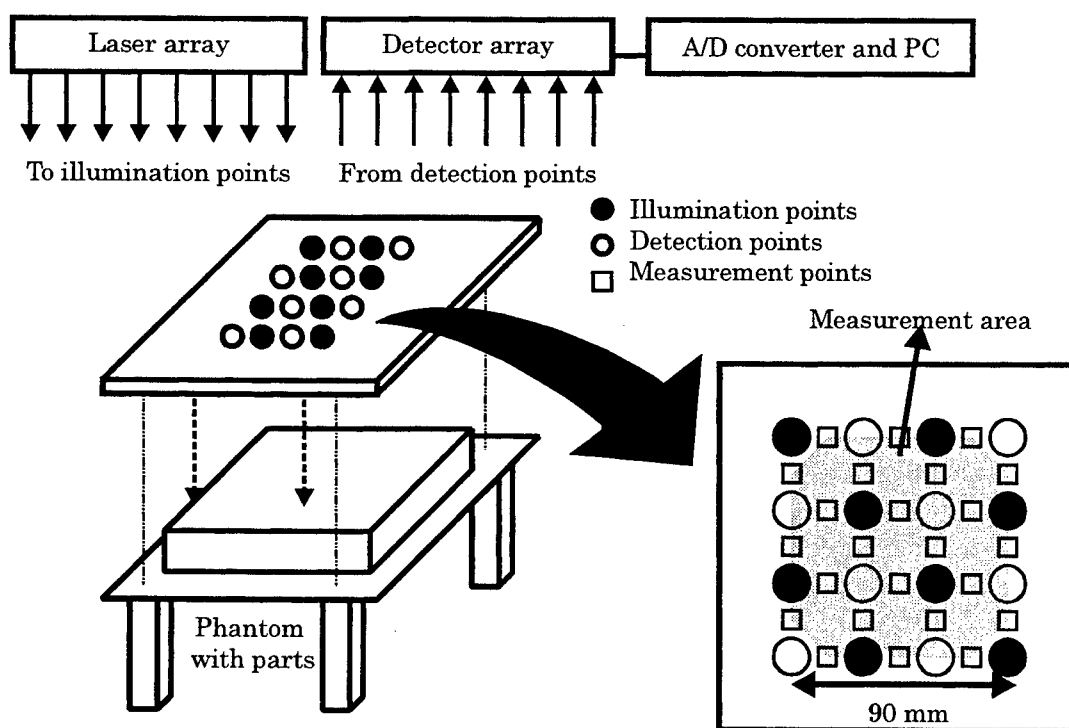 Laser array
Detector array
A/D converter and PC
To illumination points
From detection points
Illumination points
Detection points
Measurement points
Measurement area
Phantom
with parts
90 mm